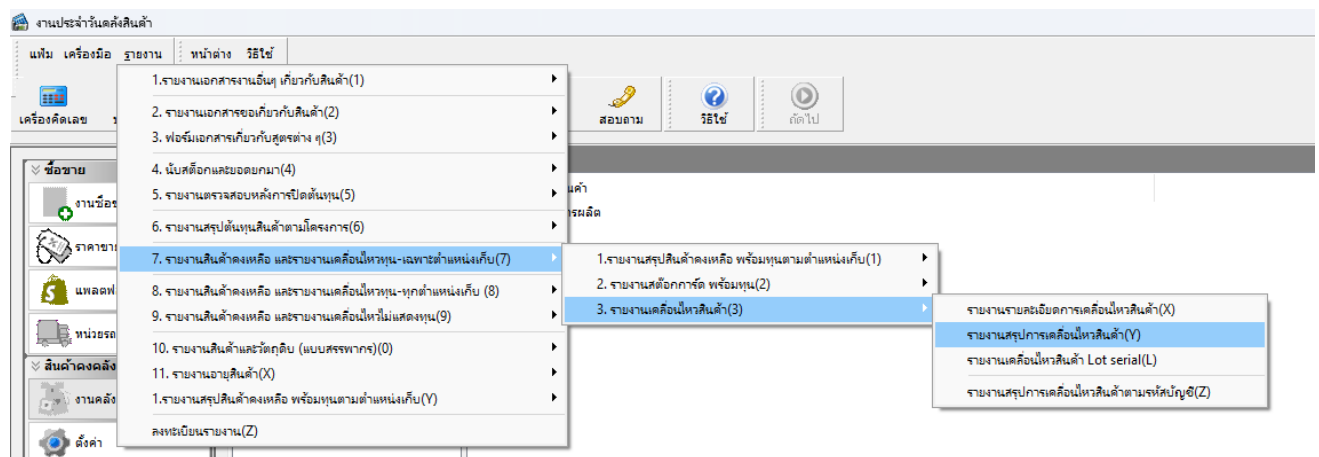 งานประจำวันคลังสินค้า
แฟ้ม เครื่องมือ รายงาน หน้าต่าง วิธีใช้
เครื่องคิดเลข สอบถาม วิธีใช้ ถัดไป
1.รายงานเอกสารงานอื่นๆ เกี่ยวกับสินค้า(1)
2. รายงานเอกสารขอเกี่ยวกับสินค้า(2)
3. ฟอร์มเอกสารเกี่ยวกับสูตรต่าง ๆ(3)
4. นับสต็อกและยอดยกมา(4)
5. รายงานตรวจสอบหลังการปิดต้นทุน(5)
6. รายงานสรุปต้นทุนสินค้าตามโครงการ(6)
7. รายงานสินค้าคงเหลือ และรายงานเคลื่อนไหวทุน-เฉพาะตำแหน่งเก็บ(7)
8. รายงานสินค้าคงเหลือ และรายงานเคลื่อนไหวทุน-ทุกตำแหน่งเก็บ (8)
9. รายงานสินค้าคงเหลือ และรายงานเคลื่อนไหวไม่แสดงทุน(9)
10. รายงานสินค้าและวัตถุดิบ (แบบสรรพากร)(0)
11. รายงานอายุสินค้า(X)
1.รายงานสรุปสินค้าคงเหลือ พร้อมทุนตามตำแหน่งเก็บ(Y)
ลงทะเบียนรายงาน(Z)
1.รายงานสรุปสินค้าคงเหลือ พร้อมทุนตามตำแหน่งเก็บ(1)
2. รายงานสต๊อกการ์ด พร้อมทุน(2)
3. รายงานเคลื่อนไหวสินค้า(3)
รายงานรายละเอียดการเคลื่อนไหวสินค้า(X)
รายงานสรุปการเคลื่อนไหวสินค้า(Y)
รายงานเคลื่อนไหวสินค้า Lot serial(L)
รายงานสรุปการเคลื่อนไหวสินค้าตามรหัสบัญชี(Z)
ซื้อขาย
งานซื้อข
ราคาขาย
แพลตฟ
หน่วยรถ
สินค้าคงคลัง
งานคลัง
ตั้งค่า
นค้า
ารผลิต